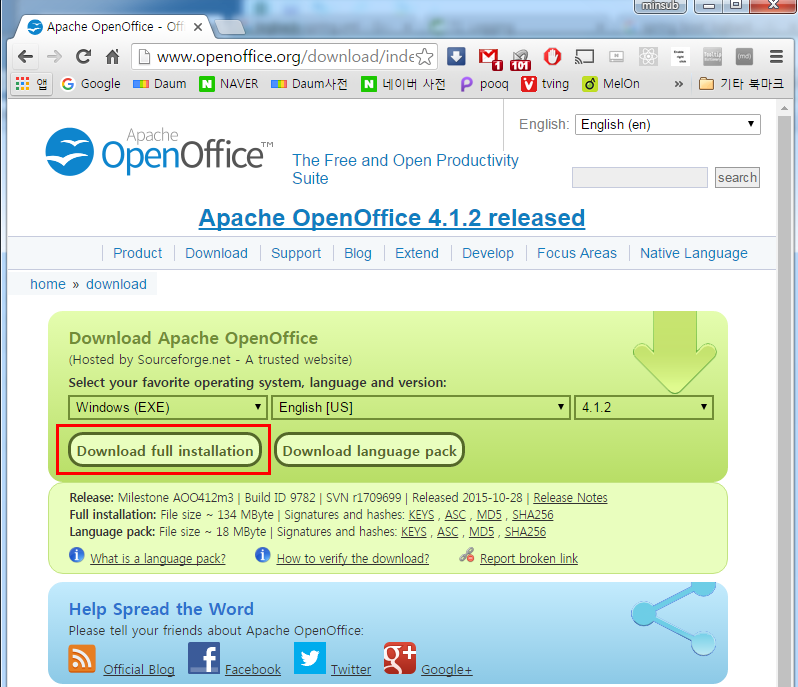 minsub
Apache OpenOffice - Off
www.openoffice.org/download/inde
1
101
앱 Google Daum NAVER Daum사전 네이버 사전 pooq tving MelOn » 기타 북마크
English: English (en)
Apache
OpenOffice™
The Free and Open Productivity
Suite
search
Apache OpenOffice 4.1.2 released
Product Download Support Blog Extend Develop Focus Areas Native Language
home » download
Download Apache OpenOffice
(Hosted by Sourceforge.net - A trusted website)
Select your favorite operating system, language and version:
Windows (EXE) English [US] 4.1.2
Download full installation Download language pack
Release: Milestone AOO412m3 | Build ID 9782 | SVN r1709699 | Released 2015-10-28 | Release Notes
Full installation: File size ~ 134 MByte | Signatures and hashes: KEYS , ASC , MD5 , SHA256
Language pack: File size ~ 18 MByte | Signatures and hashes: KEYS , ASC , MD5 , SHA256
What is a language pack? How to verify the download? Report broken link
Help Spread the Word
Please tell your friends about Apache OpenOffice:
Official Blog Facebook Twitter Google+